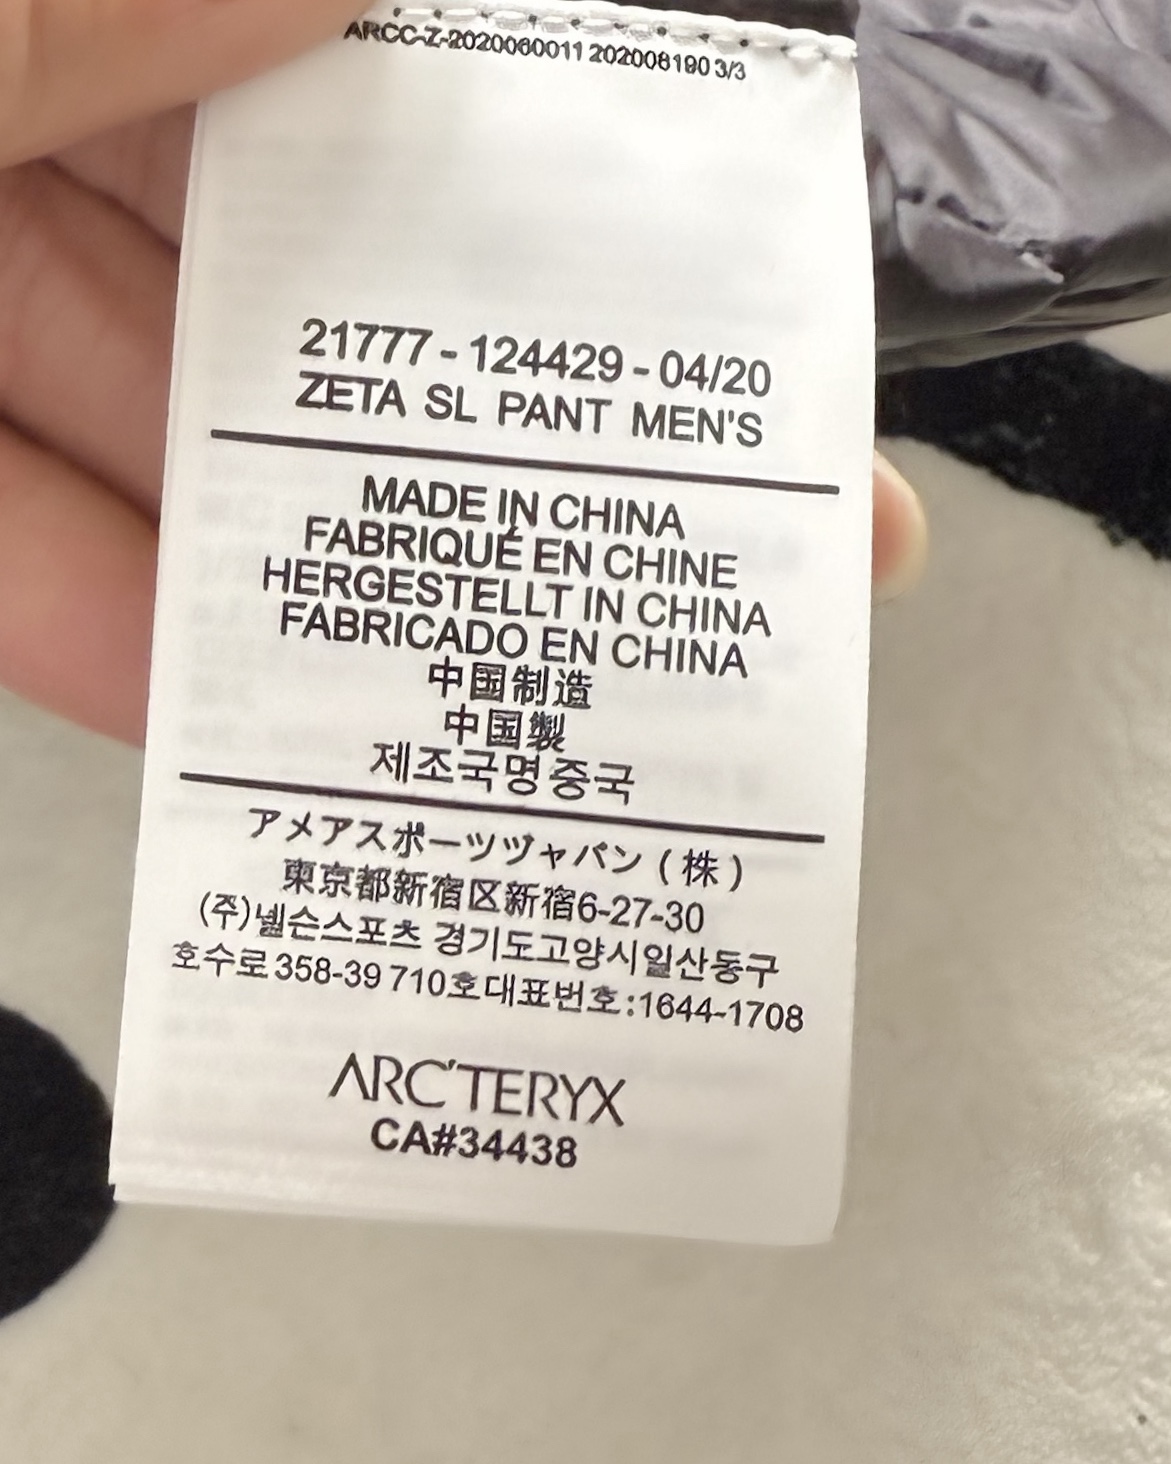 ARCC-Z-2020060011 2020081903/3
21777 - 124429 - 04/20
ZETA SL PANT MEN'S
MADE IN CHINA
FABRIQUÉ EN CHINE
HERGESTELLT IN CHINA
FABRICADO EN CHINA
中国制造
中国製
제조국명 중국
アメアスポーツヅャパン (株)
東京都新宿区新宿6-27-30
(주)넬슨스포츠 경기도고양시일산동구
호수로 358-39 710호대표번호:1644-1708
ARC'TERYX
CA#34438